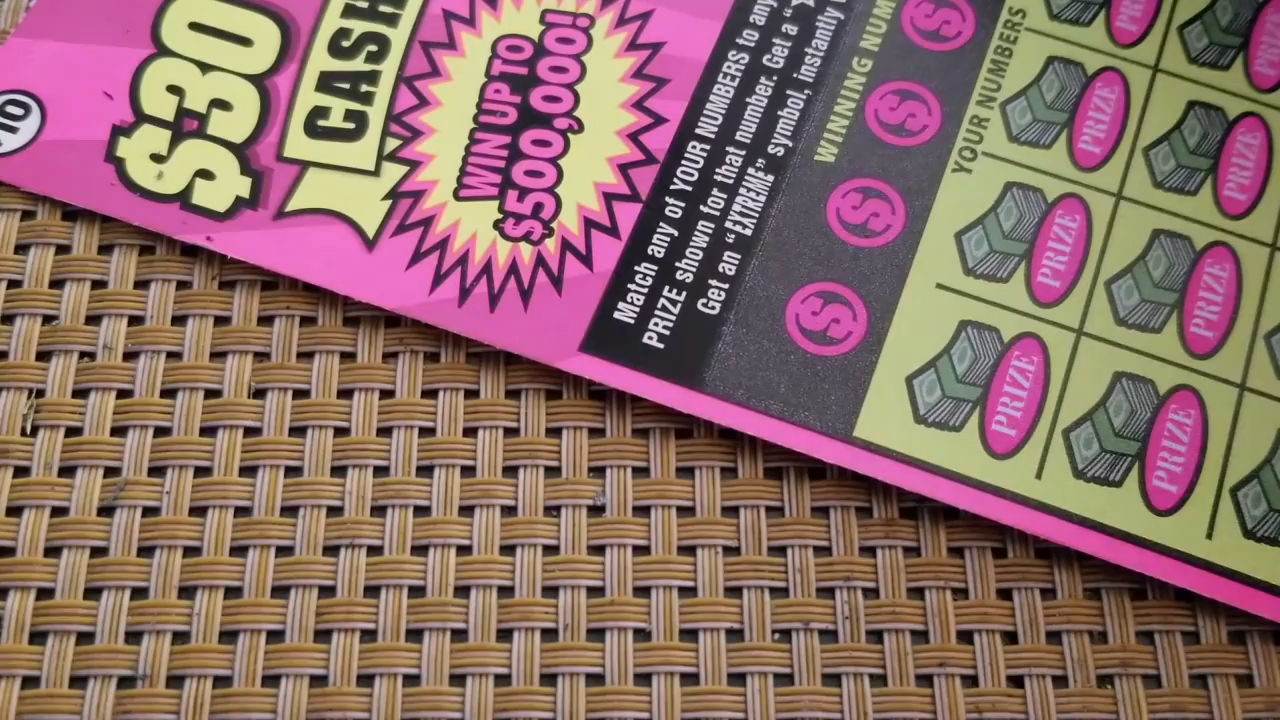 10
$30
CASH
WIN UP TO
$500,000!
Match any of YOUR NUMBERS to any
PRIZE shown for that number. Get a "
Get an "EXTREME" symbol, instantly
WINNING NUM
$
$
$
$
YOUR NUMBERS
PRIZE
PRIZE
PRIZE
PRIZE
PRIZE
PRIZE
PRIZE
PRIZE